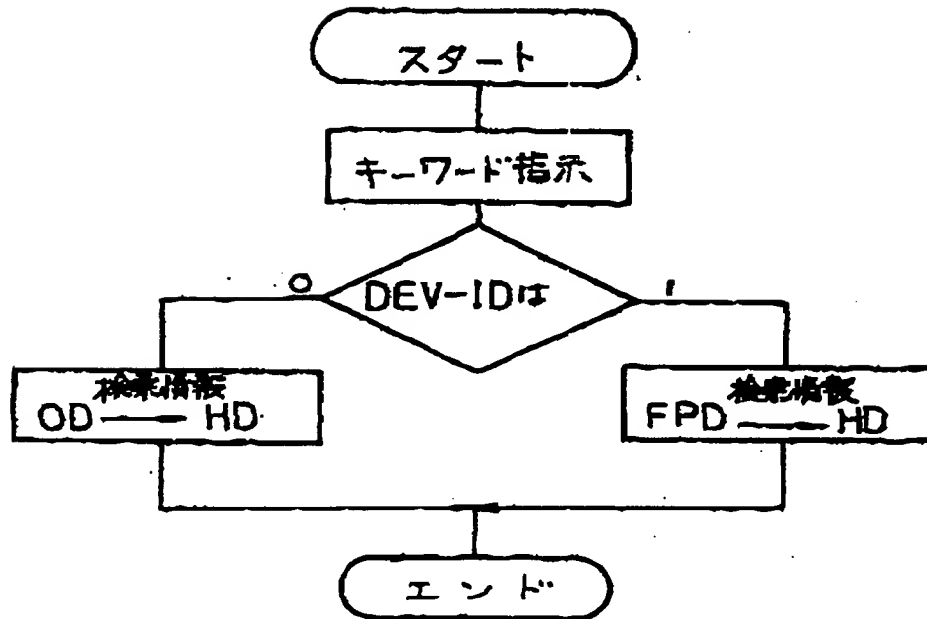 スタート
キーワード指示
DEV-IDは
0
1
検索情報
OD → HD
検索情報
FPD → HD
エンド